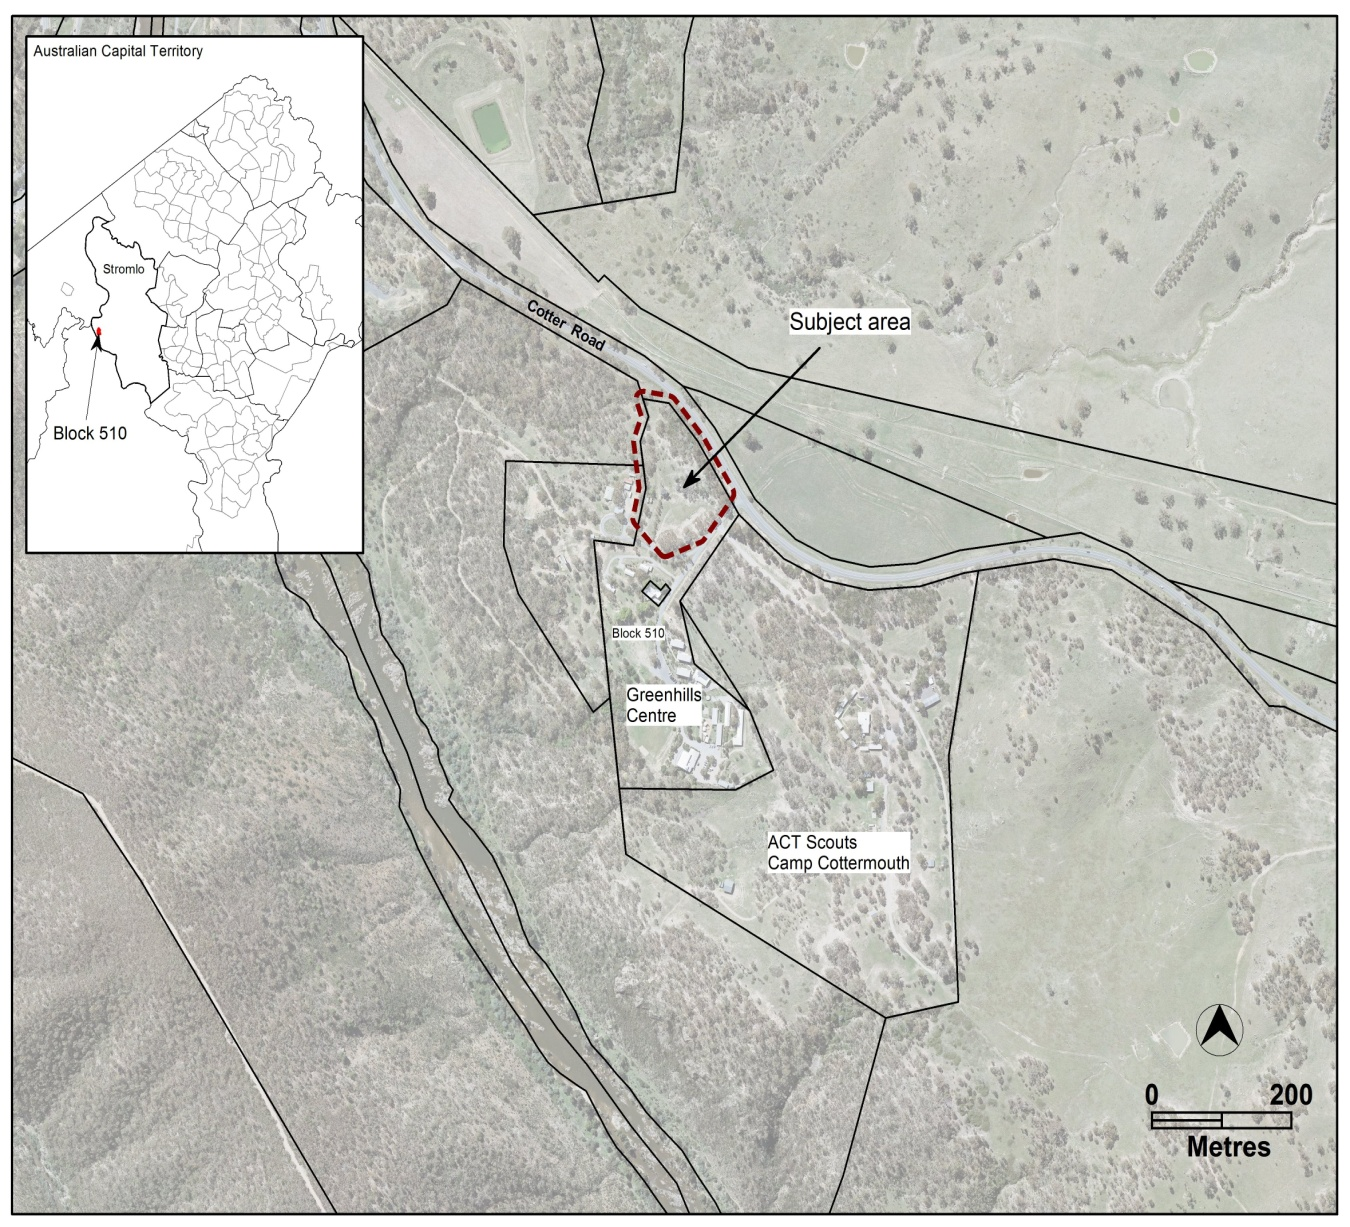 Australian Capital Territory
Stromlo
Block 510
Cotter Road
Subject area
Block 510
Greenhills
Centre
ACT Scouts
Camp Cottermouth
0 200
Metres